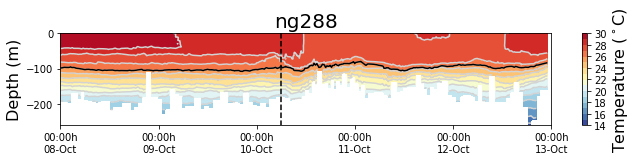 ng288
Depth (m)
0
−100
−200
00:00h
08-Oct
00:00h
09-Oct
00:00h
10-Oct
00:00h
11-Oct
00:00h
12-Oct
00:00h
13-Oct
30
28
26
24
22
20
18
16
14
Temperature (°C)